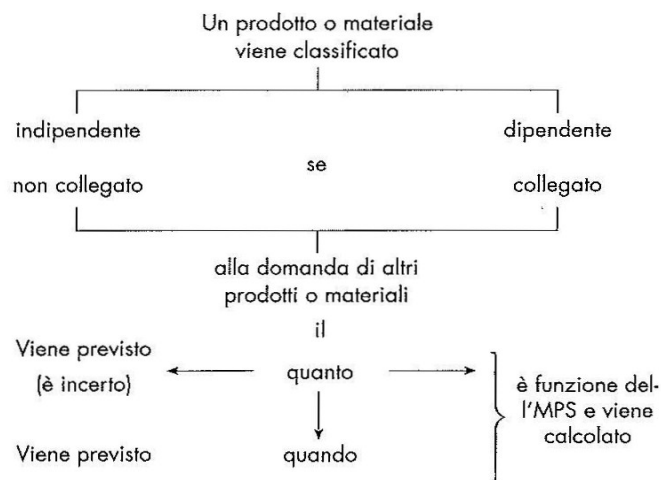 Un prodotto o materiale
viene classificato
indipendente
dipendente
se
non collegato
collegato
alla domanda di altri
prodotti o materiali
il
Viene previsto
(è incerto)
quanto
è funzione del-
l'MPS e viene
calcolato
Viene previsto
quando